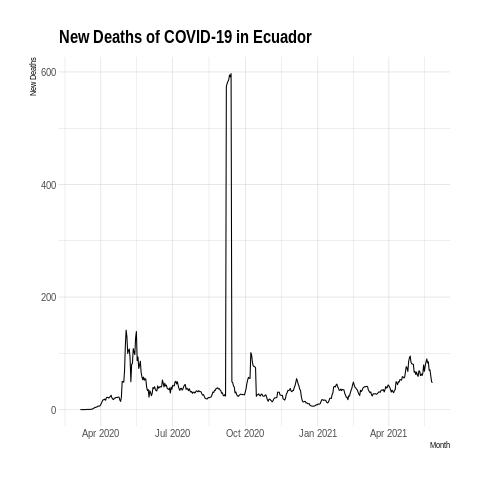 New Deaths of COVID-19 in Ecuador
New Deaths
600
400
200
0
Apr 2020
Jul 2020
Oct 2020
Jan 2021
Apr 2021
Month